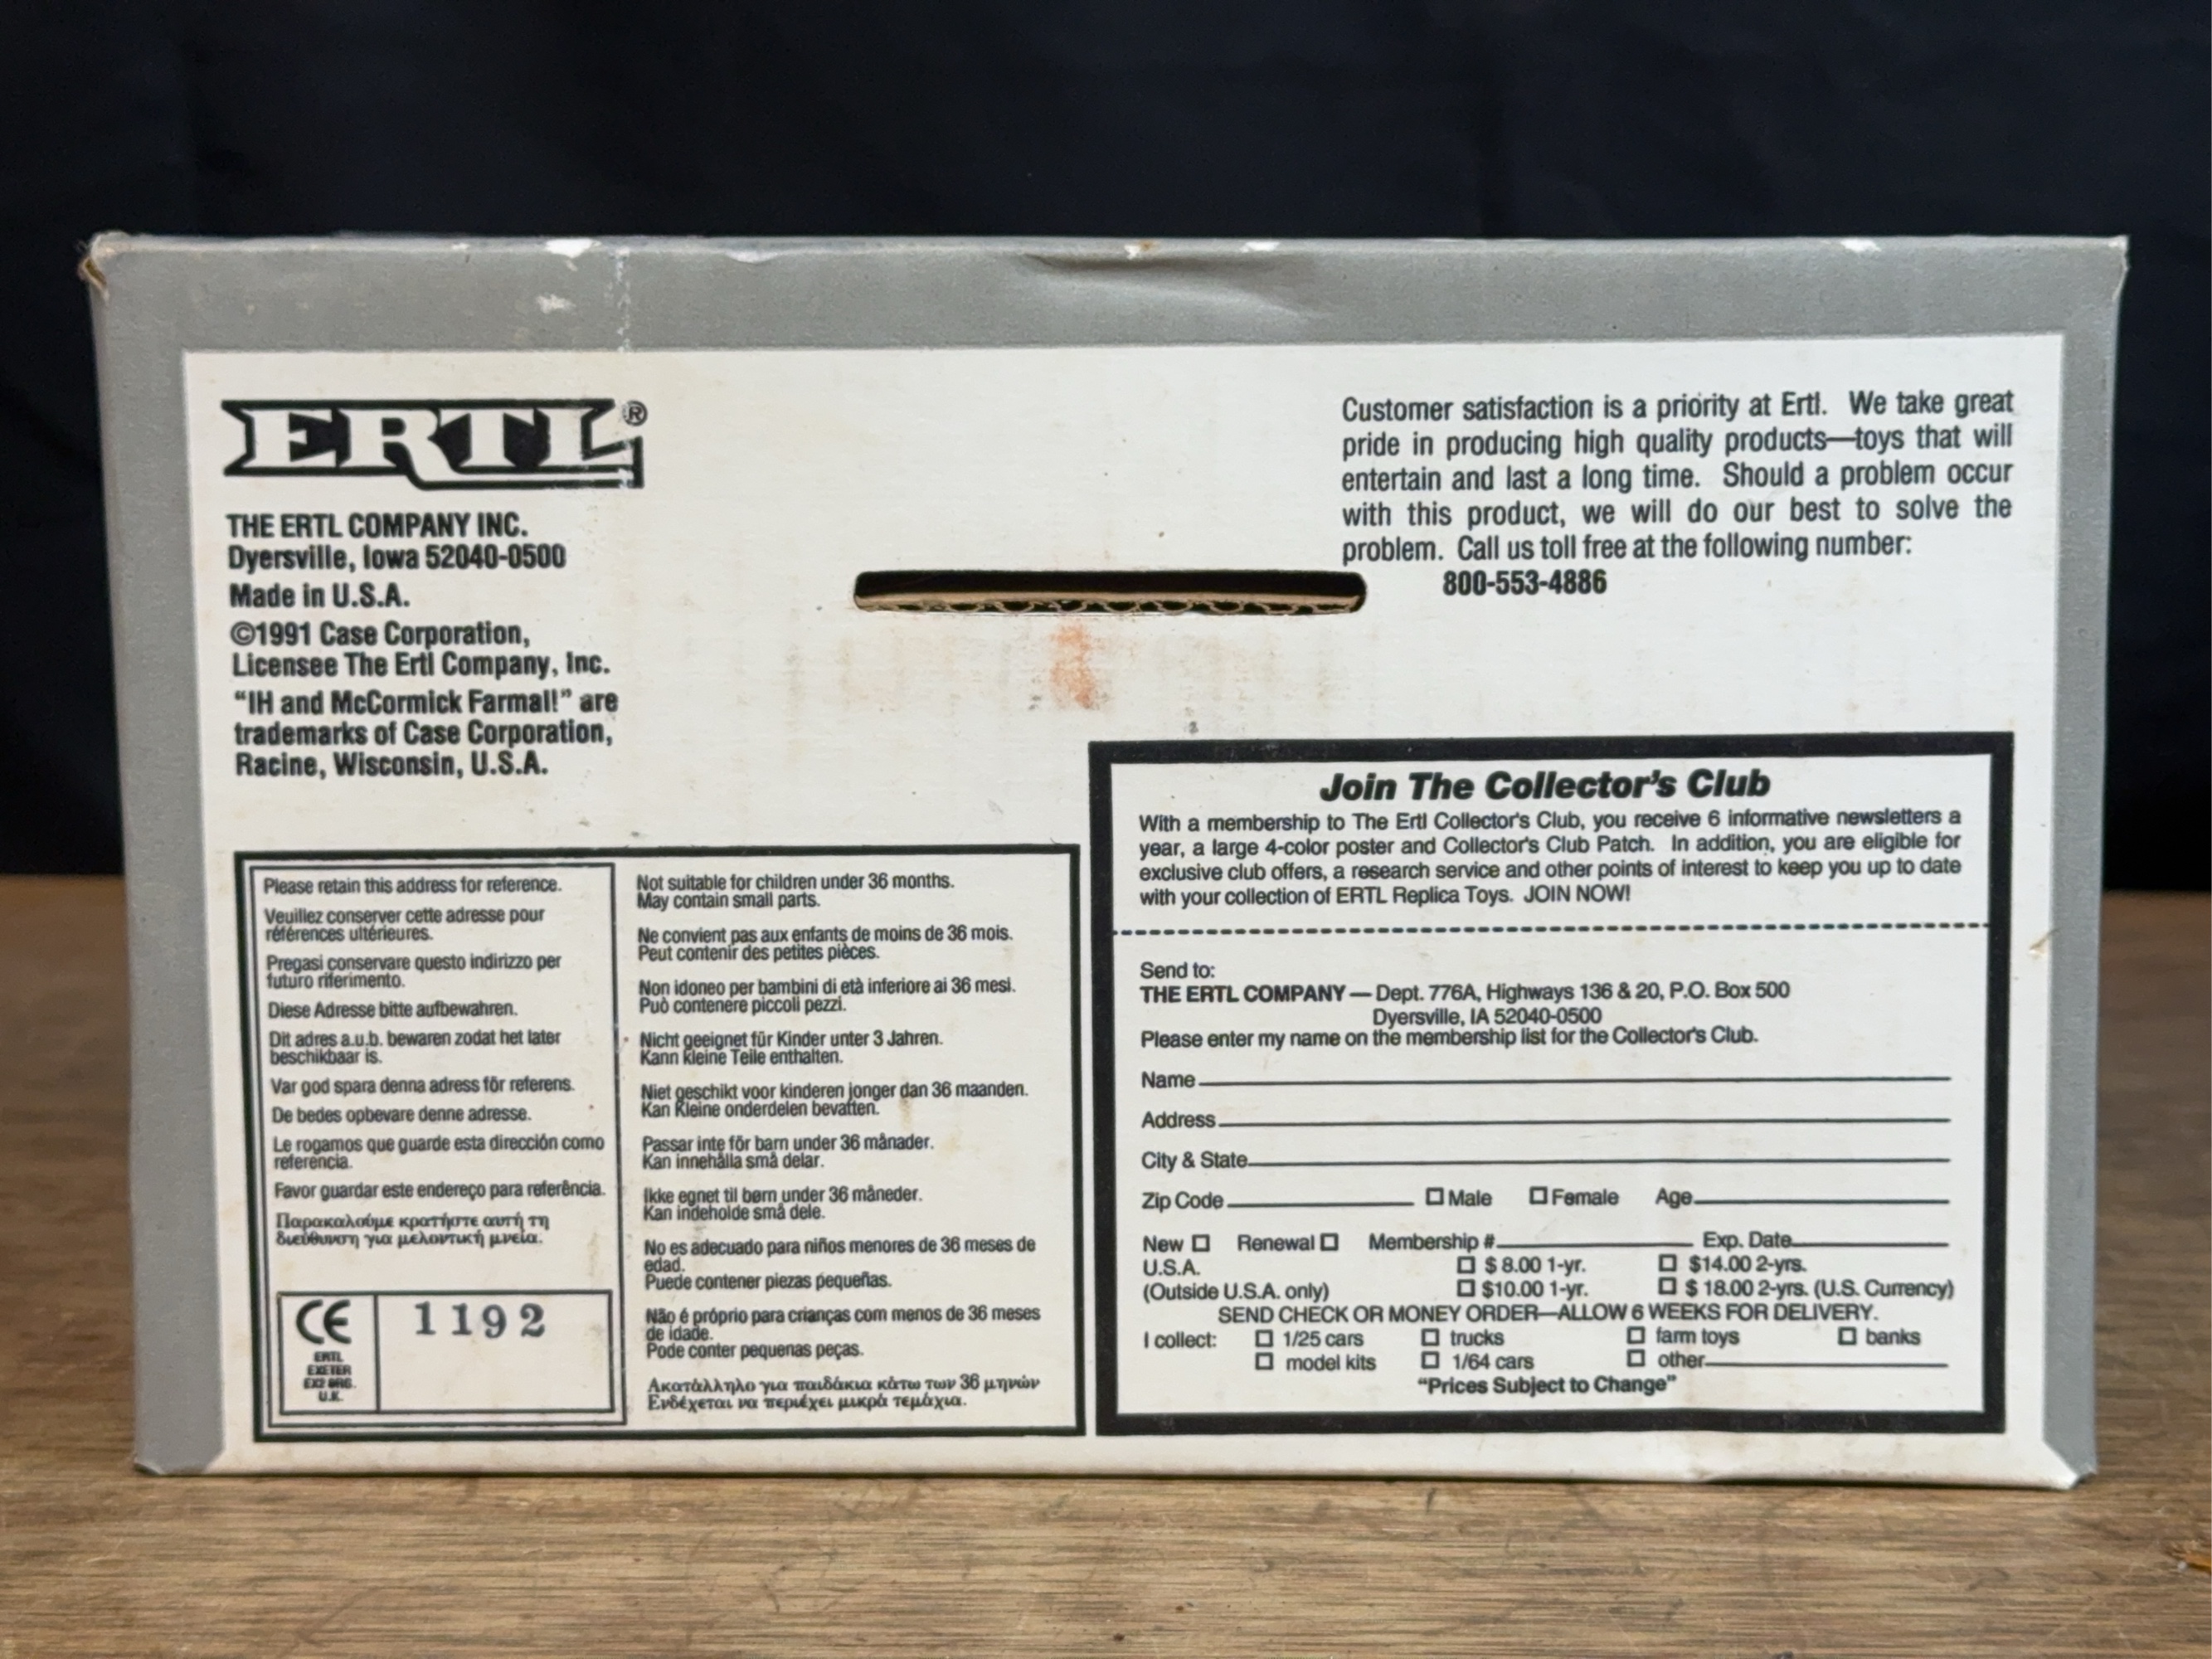 ERTL®
THE ERTL COMPANY INC.
Dyersville, Iowa 52040-0500
Made in U.S.A.
©1991 Case Corporation,
Licensee The Ertl Company, Inc.
“IH and McCormick Farmall” are
trademarks of Case Corporation,
Racine, Wisconsin, U.S.A.
Customer satisfaction is a priority at Ertl. We take great
pride in producing high quality products—toys that will
entertain and last a long time. Should a problem occur
with this product, we will do our best to solve the
problem. Call us toll free at the following number:
800-553-4886
Please retain this address for reference.
Veuillez conserver cette adresse pour
références ultérieures.
Pregasi conservare questo indirizzo per
futuro riferimento.
Diese Adresse bitte aufbewahren.
Dit adres a.u.b. bewaren zodat het later
beschikbaar is.
Var god spara denna adress för referens.
De bedes opbevare denne adresse.
Le rogamos que guarde esta dirección como
referencia.
Favor guardar este endereço para referência.
Παρακαλούμε κρατήστε αυτή τη
διεύθυνση για μελοντική μνεία.
CE
ERTL
EXETER
EX2 8RG.
U.K.
1192
Not suitable for children under 36 months.
May contain small parts.
Ne convient pas aux enfants de moins de 36 mois.
Peut contenir des petites pièces.
Non idoneo per bambini di età inferiore ai 36 mesi.
Può contenere piccoli pezzi.
Nicht geeignet für Kinder unter 3 Jahren.
Kann kleine Teile enthalten.
Niet geschikt voor kinderen jonger dan 36 maanden.
Kan Kleine onderdelen bevatten.
Passar inte för barn under 36 månader.
Kan innehålla små delar.
Ikke egnet til børn under 36 måneder.
Kan indeholde små dele.
No es adecuado para niños menores de 36 meses de
edad.
Puede contener piezas pequeñas.
Não é próprio para crianças com menos de 36 meses
de idade.
Pode conter pequenas peças.
Ακατάλληλο για παιδάκια κάτω των 36 μηνών
Ενδέχεται να περιέχει μικρά τεμάχια.
Join The Collector's Club
With a membership to The Ertl Collector's Club, you receive 6 informative newsletters a
year, a large 4-color poster and Collector's Club Patch. In addition, you are eligible for
exclusive club offers, a research service and other points of interest to keep you up to date
with your collection of ERTL Replica Toys. JOIN NOW!
Send to:
THE ERTL COMPANY — Dept. 776A, Highways 136 & 20, P.O. Box 500
Dyersville, IA 52040-0500
Please enter my name on the membership list for the Collector's Club.
Name
Address
City & State
Zip Code Male Female Age
New Renewal Membership # Exp. Date
U.S.A. $ 8.00 1-yr. $14.00 2-yrs.
(Outside U.S.A. only) $10.00 1-yr. $ 18.00 2-yrs. (U.S. Currency)
SEND CHECK OR MONEY ORDER—ALLOW 6 WEEKS FOR DELIVERY.
I collect: 1/25 cars trucks farm toys banks
model kits 1/64 cars other
“Prices Subject to Change”